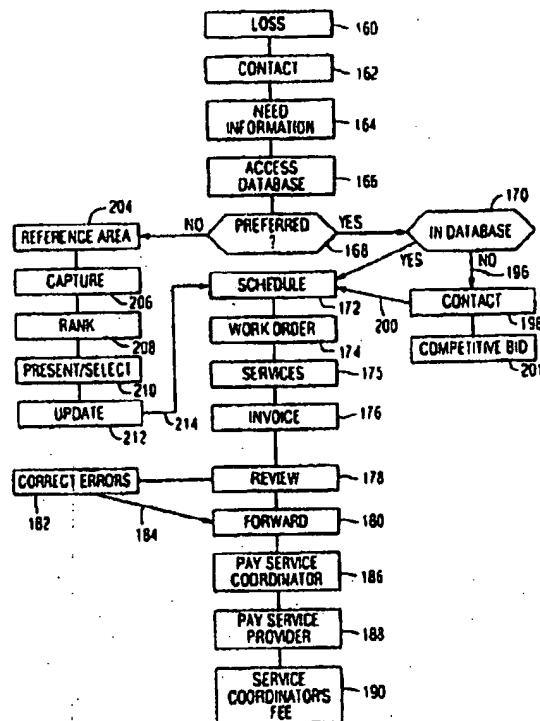 LOSS
160
CONTACT
162
NEED
INFORMATION
164
ACCESS
DATABASE
166
204
NO
PREFERRED
?
YES
168
170
IN DATABASE
REFERENCE AREA
YES
NO
196
CAPTURE
206
SCHEDULE
172
200
CONTACT
198
RANK
208
WORK ORDER
174
COMPETITIVE BID
201
PRESENT/SELECT
210
SERVICES
175
UPDATE
212
214
INVOICE
176
CORRECT ERRORS
182
184
REVIEW
178
FORWARD
180
PAY SERVICE
COORDINATOR
186
PAY SERVICE
PROVIDER
188
SERVICE
COORDINATOR'S
FEE
190